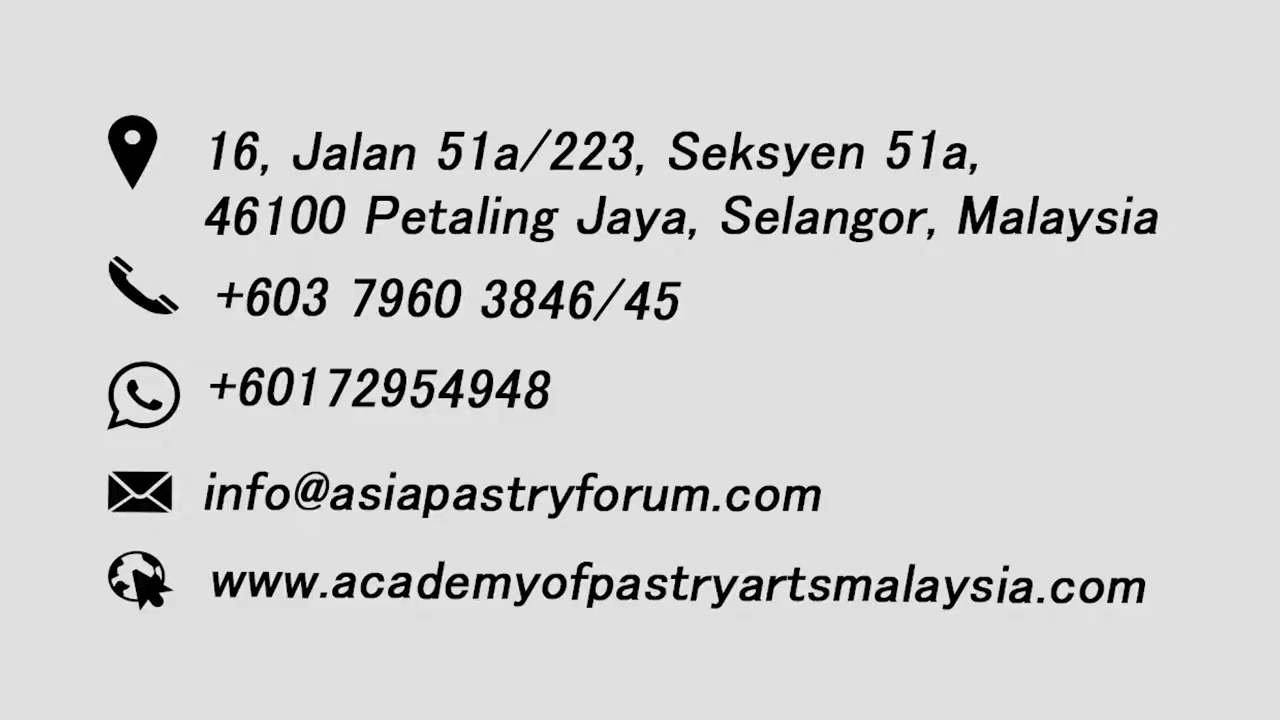 16, Jalan 51a/223, Seksyen 51a,
46100 Petaling Jaya, Selangor, Malaysia
+603 7960 3846/45
+60172954948
info@asiapastryforum.com
www.academyofpastryartsmalaysia.com